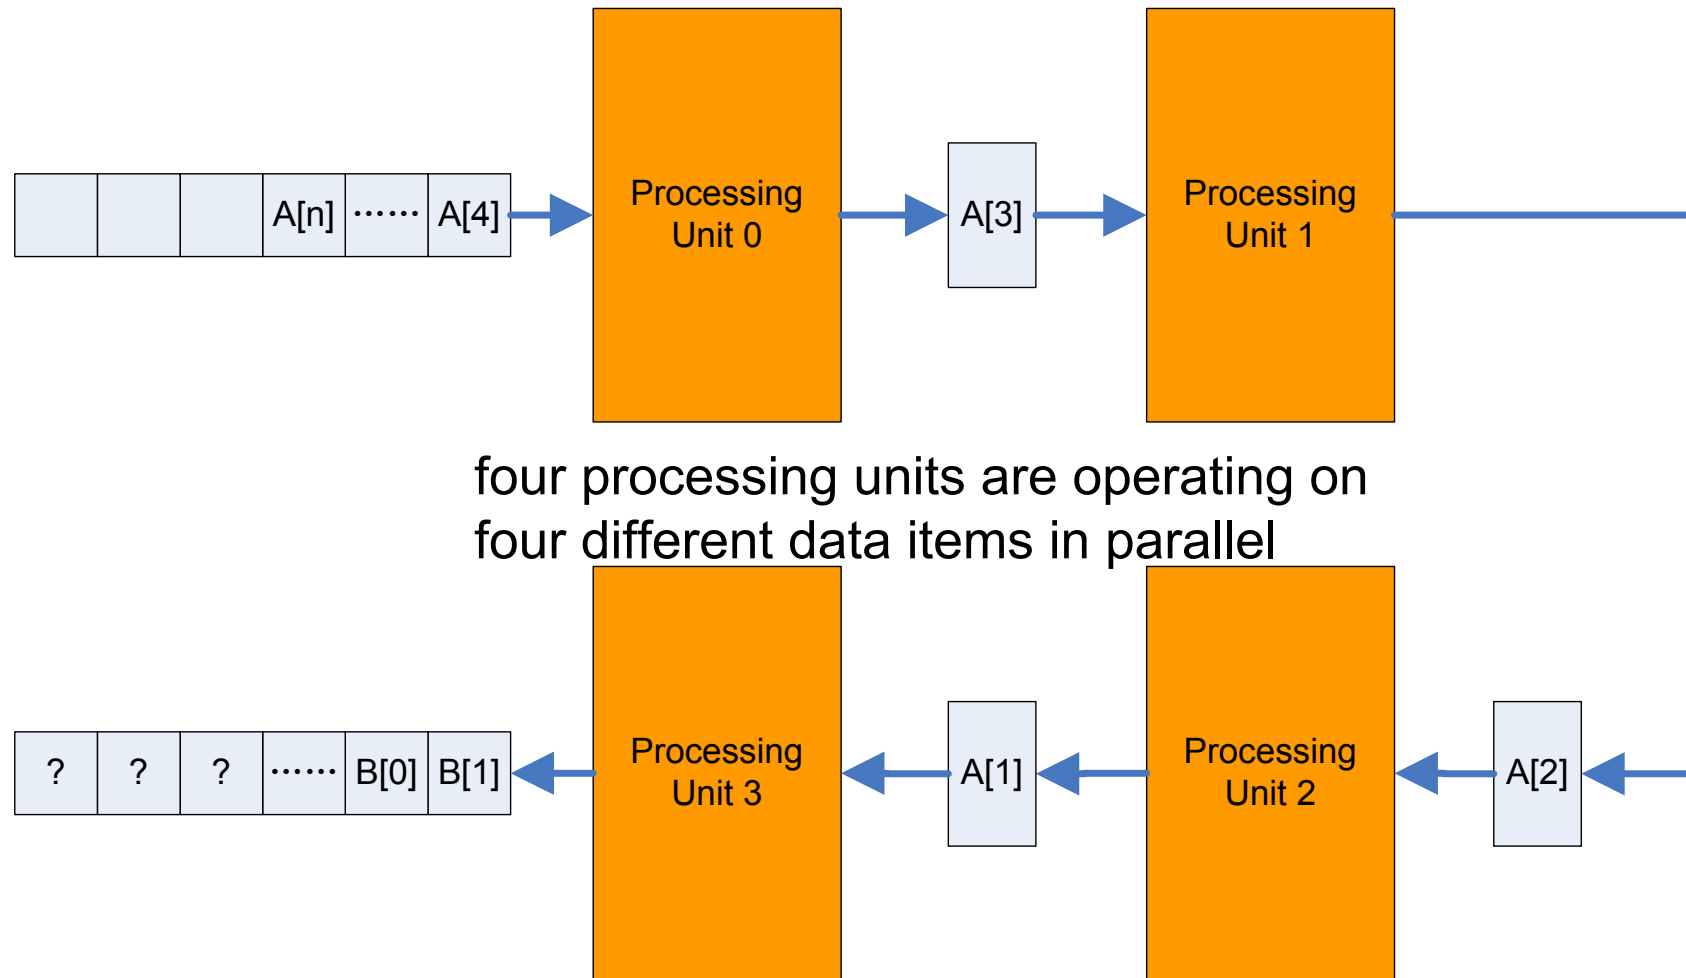 A[n] ...... A[4]
Processing
Unit 0
A[3]
Processing
Unit 1
four processing units are operating on
four different data items in parallel
? ? ? ...... B[0] B[1]
Processing
Unit 3
A[1]
Processing
Unit 2
A[2]